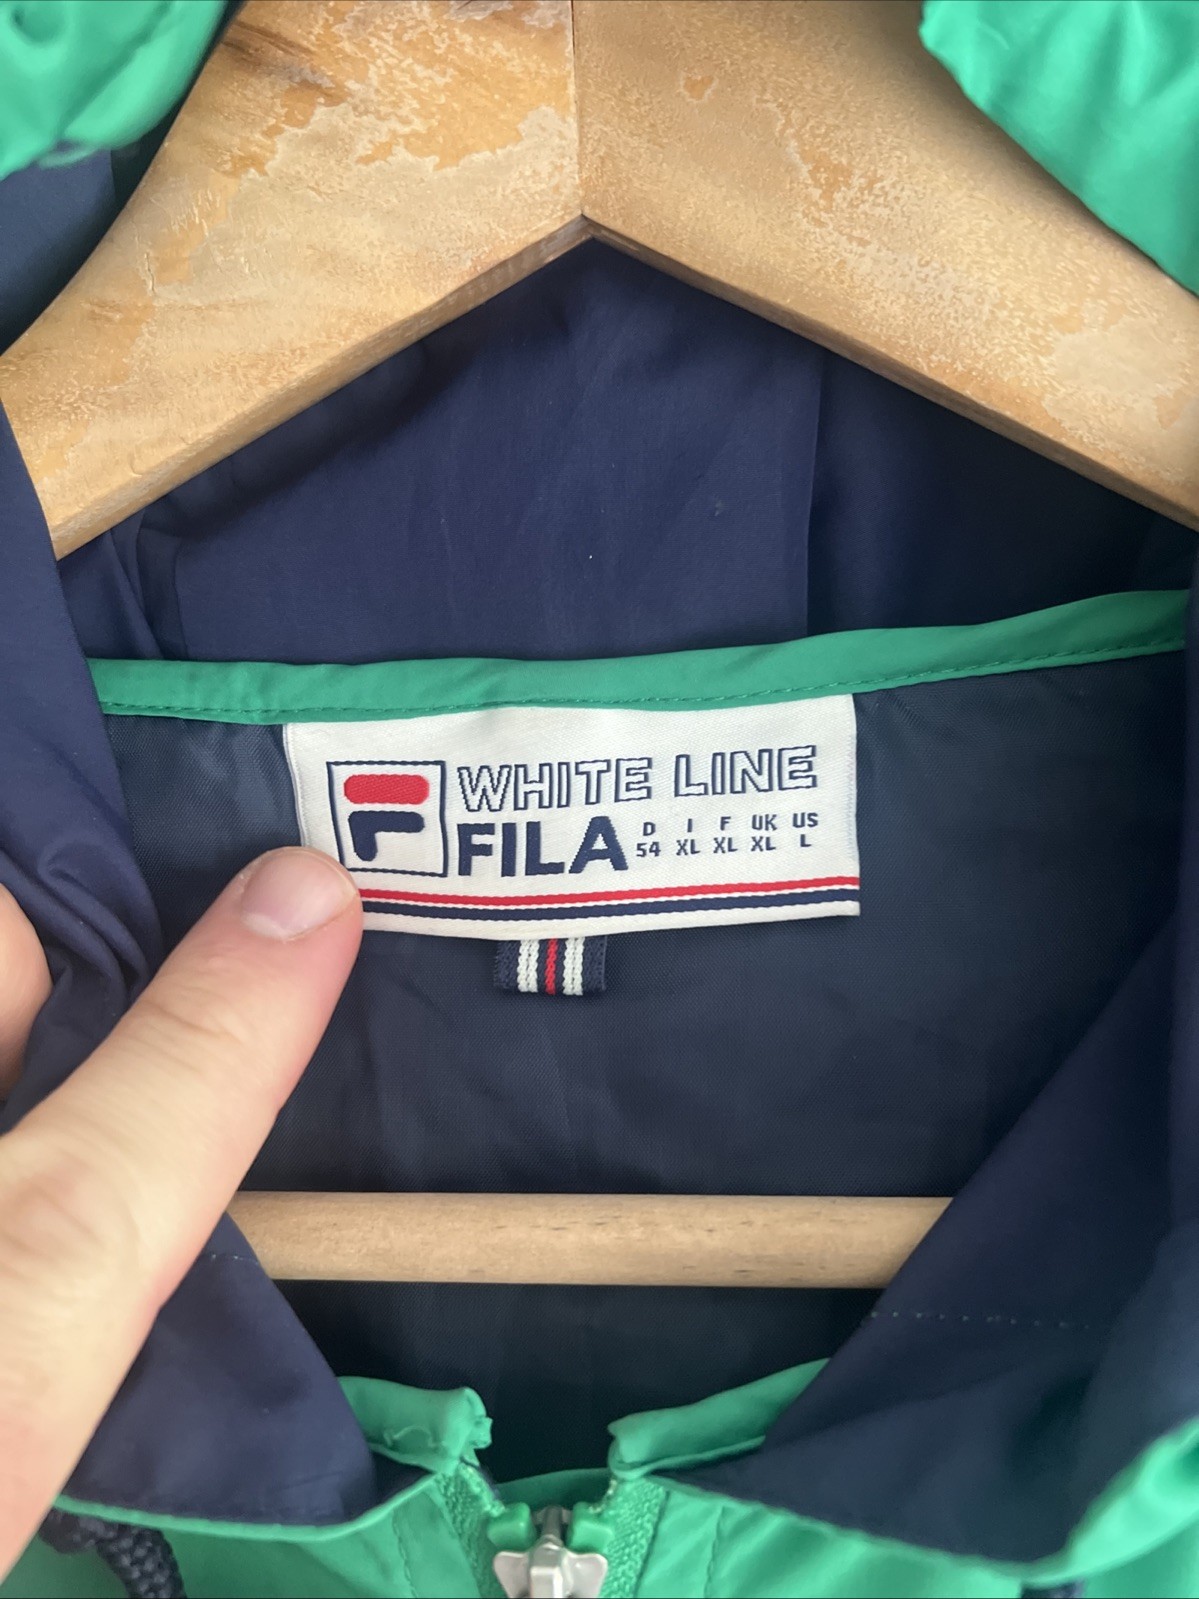 WHITE LINE
FILA
D I F UK US
54 XL XL XL L